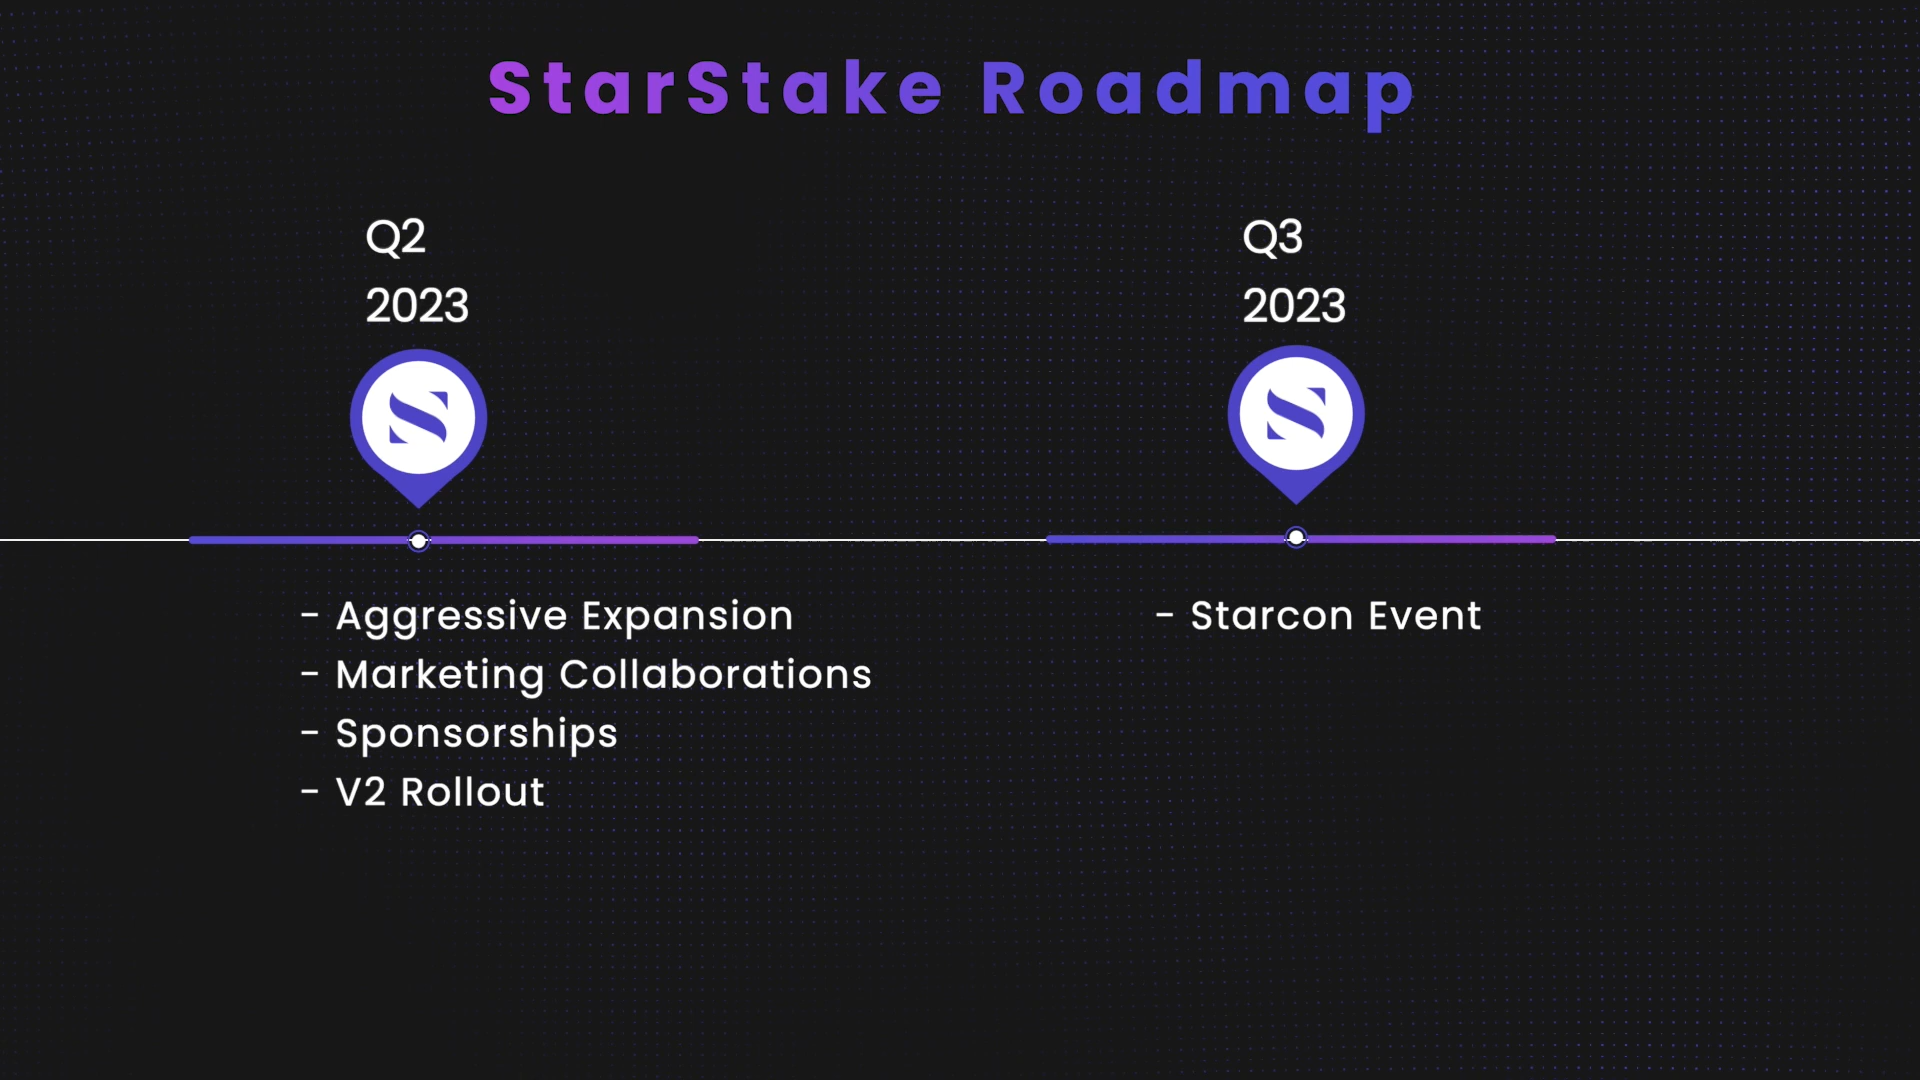 StarStake Roadmap
Q2
2023
- Aggressive Expansion
- Marketing Collaborations
- Sponsorships
- V2 Rollout
Q3
2023
- Starcon Event